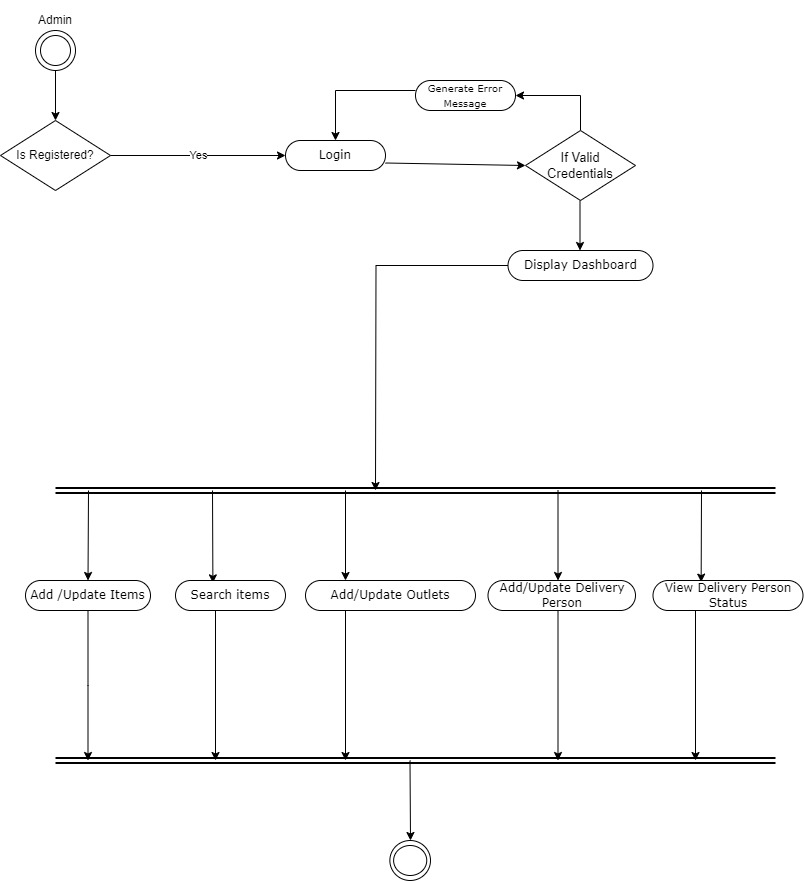 Admin
Generate Error
Message
Is Registered?
Yes
Login
If Valid
Credentials
Display Dashboard
Add /Update Items
Search items
Add/Update Outlets
Add/Update Delivery
Person
View Delivery Person
Status